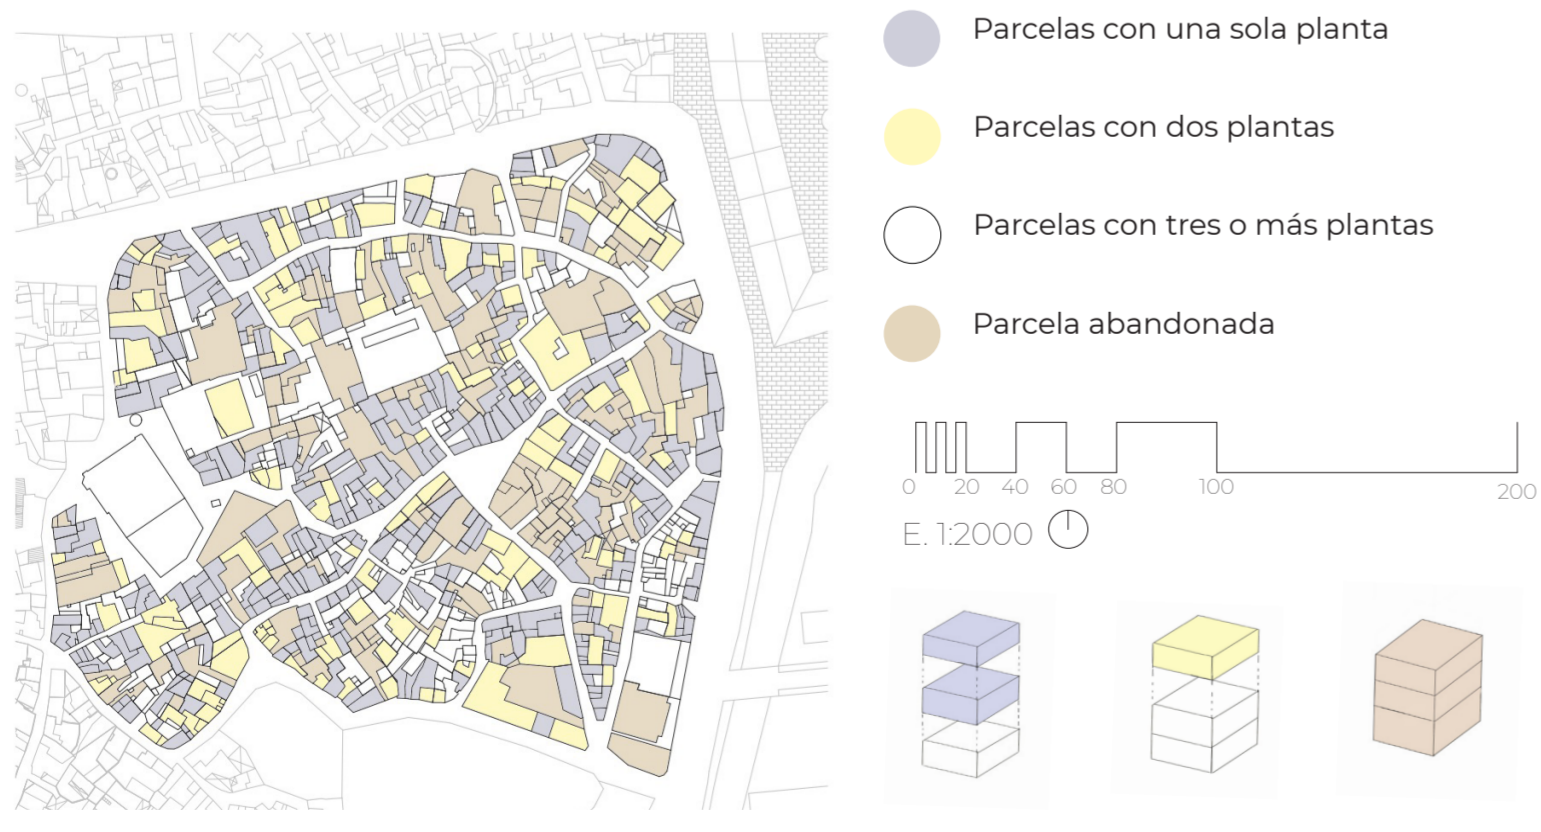 Parcelas con una sola planta
Parcelas con dos plantas
Parcelas con tres o más plantas
Parcela abandonada
0 20 40 60 80 100 200
E. 1:2000